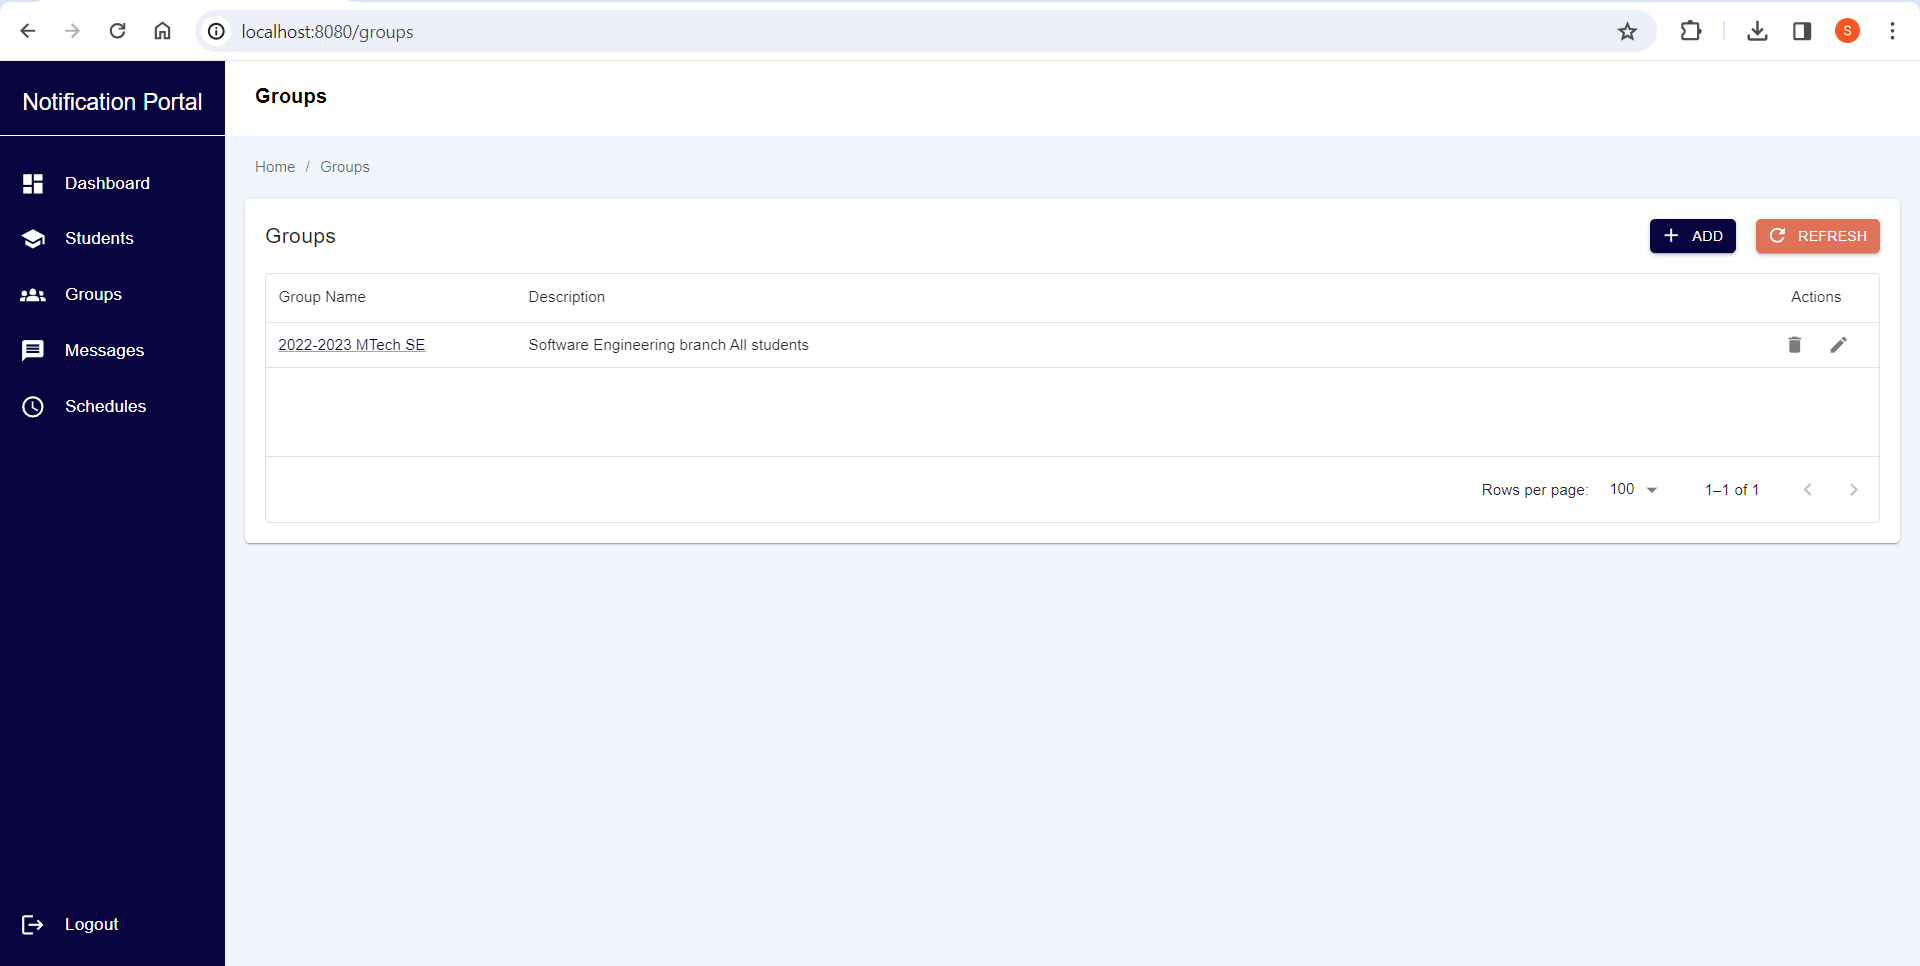 localhost:8080/groups
S
Notification Portal
Groups
Dashboard
Students
Groups
Messages
Schedules
Logout
Home / Groups
Groups
ADD
REFRESH
Group Name Description Actions
2022-2023 MTech SE Software Engineering branch All students
Rows per page: 100 1–1 of 1